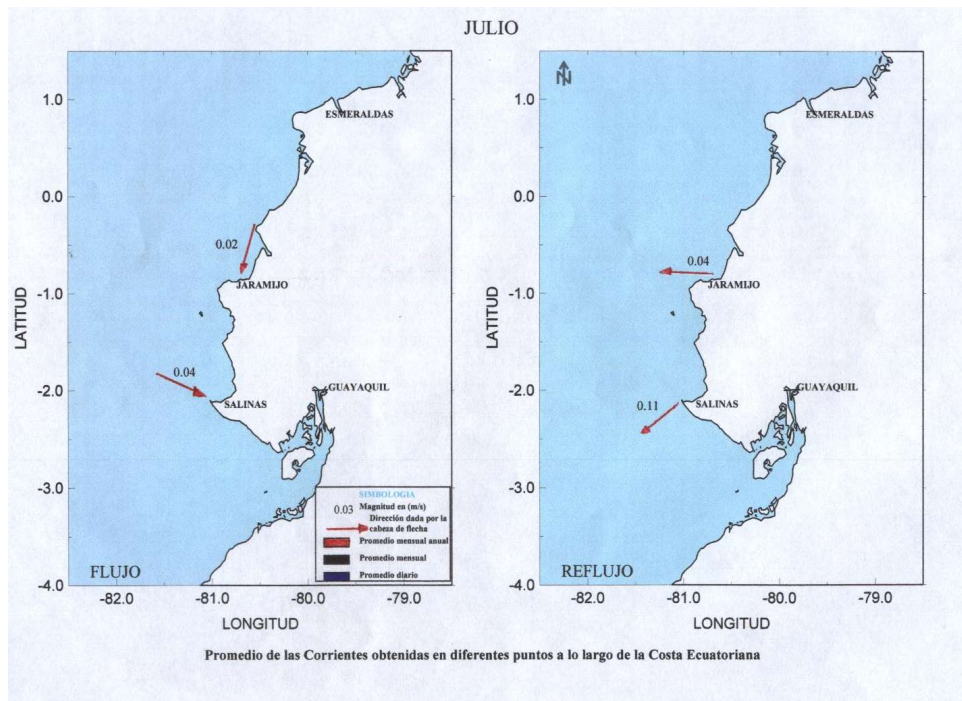 JULIO
1.0
0.0
-1.0
-2.0
-3.0
-4.0
LATITUD
ESMERALDAS
0.02
JARAMIJO
0.04
SALINAS
GUAYAQUIL
SIMBOLOGIA
0.03 Magnitud en (m/s)
Dirección dada por la
cabeza de flecha
Promedio mensual anual
Promedio mensual
Promedio diario
FLUJO
-82.0 -81.0 -80.0 -79.0
LONGITUD
N
1.0
0.0
-1.0
-2.0
-3.0
-4.0
LATITUD
ESMERALDAS
0.04
JARAMIJO
0.11
SALINAS
GUAYAQUIL
REFLUJO
-82.0 -81.0 -80.0 -79.0
LONGITUD
Promedio de las Corrientes obtenidas en diferentes puntos a lo largo de la Costa Ecuatoriana